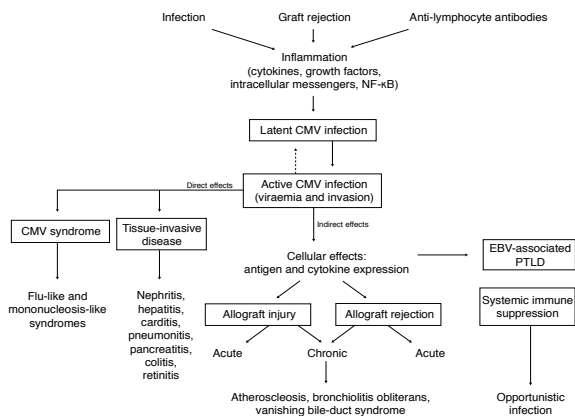 Infection
Graft rejection
Anti-lymphocyte antibodies
Inflammation
(cytokines, growth factors,
intracellular messengers, NF-κB)
Latent CMV infection
Direct effects
Active CMV infection
(viraemia and invasion)
Indirect effects
CMV syndrome
Tissue-invasive
disease
Cellular effects:
antigen and cytokine expression
EBV-associated
PTLD
Flu-like and
mononucleosis-like
syndromes
Nephritis,
hepatitis,
carditis,
pneumonitis,
pancreatitis,
colitis,
retinitis
Allograft injury
Allograft rejection
Systemic immune
suppression
Acute
Chronic
Acute
Atheroscleosis, bronchiolitis obliterans,
vanishing bile-duct syndrome
Opportunistic
infection